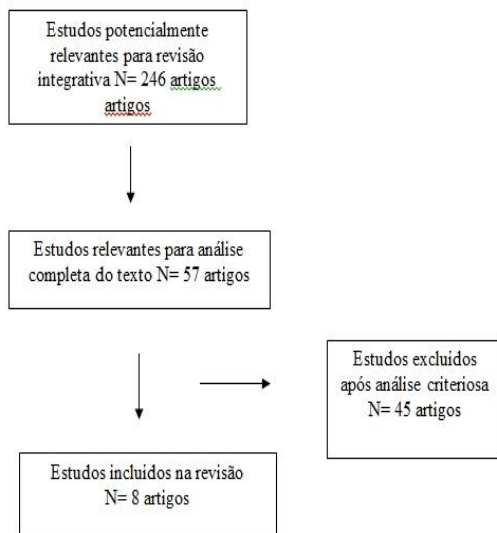 Estudos potencialmente
relevantes para revisão
integrativa N= 246 artigos
artigos
Estudos relevantes para análise
completa do texto N= 57 artigos
Estudos excluídos
após análise criteriosa
N= 45 artigos
Estudos incluídos na revisão
N= 8 artigos